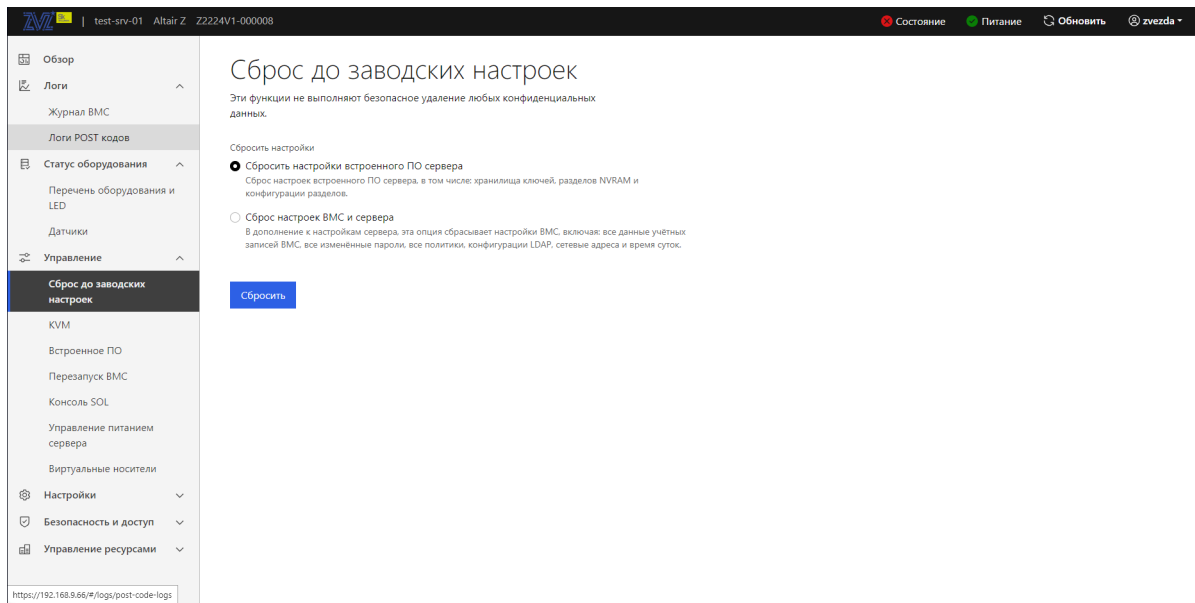 ZVZ
| test-srv-01 Altair Z Z2224V1-000008
Состояние Питание Обновить zvezda
Обзор
Логи
Журнал BMC
Логи POST кодов
Статус оборудования
Перечень оборудования и
LED
Датчики
Управление
Сброс до заводских
настроек
KVM
Встроенное ПО
Перезапуск BMC
Консоль SOL
Управление питанием
сервера
Виртуальные носители
Настройки
Безопасность и доступ
Управление ресурсами
https://192.168.9.66/#/logs/post-code-logs
Сброс до заводских настроек
Эти функции не выполняют безопасное удаление любых конфиденциальных
данных.
Сбросить настройки
Сбросить настройки встроенного ПО сервера
Сброс настроек встроенного ПО сервера, в том числе: хранилища ключей, разделов NVRAM и
конфигурации разделов.
Сброс настроек BMC и сервера
В дополнение к настройкам сервера, эта опция сбрасывает настройки BMC, включая: все данные учётных
записей BMC, все изменённые пароли, все политики, конфигурации LDAP, сетевые адреса и время суток.
Сбросить